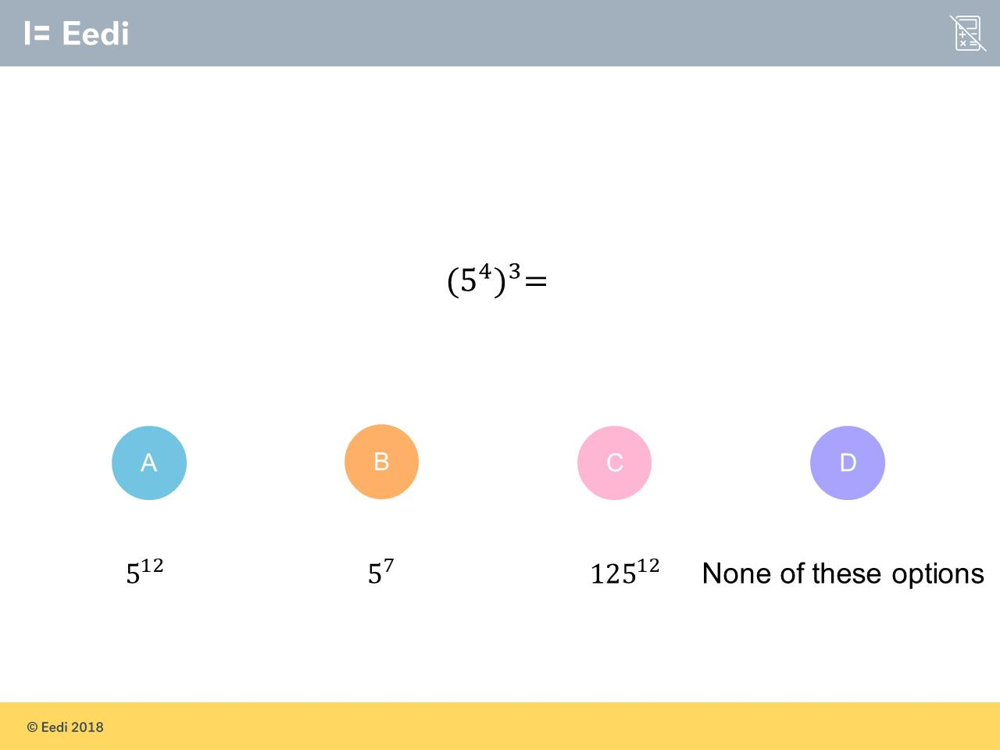 Eedi
(5⁴)³=
A
B
C
D
5¹²
5⁷
125¹²
None of these options
© Eedi 2018